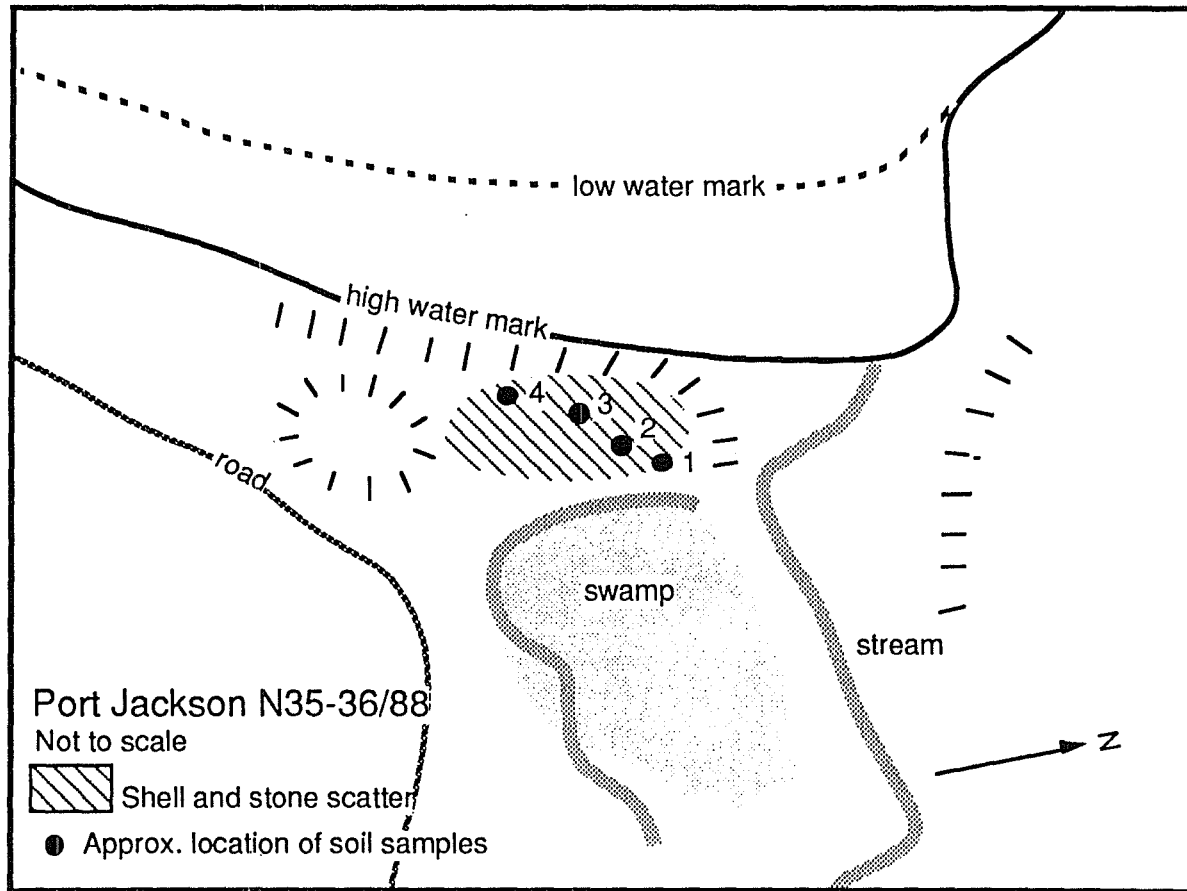 low water mark
high water mark
4
3
2
1
road
swamp
stream
Port Jackson N35-36/88
Not to scale
Shell and stone scatter
Approx. location of soil samples
N